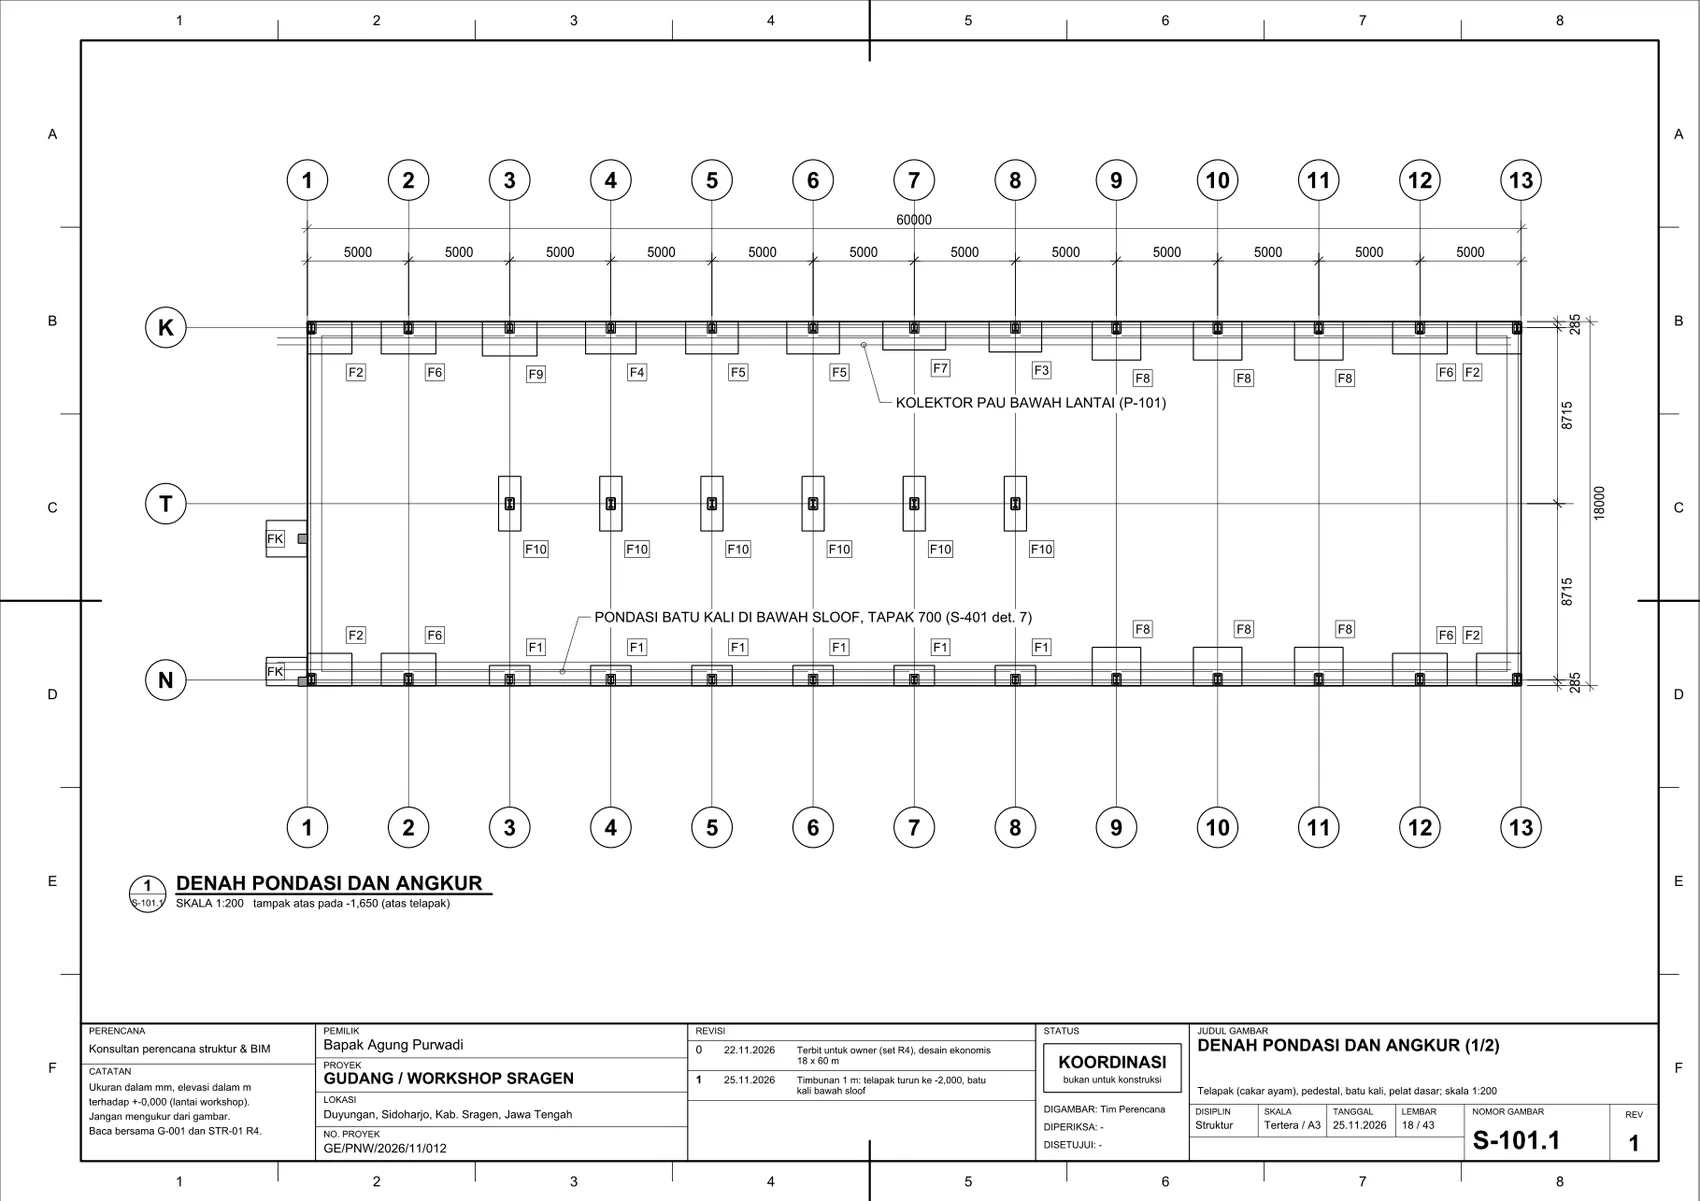 1 2 3 4 5 6 7 8
A A
B B
C C
D D
E E
F F
1 2 3 4 5 6 7 8 9 10 11 12 13
60000
5000 5000 5000 5000 5000 5000 5000 5000 5000 5000 5000 5000
K
285
F2 F6 F9 F4 F5 F5 F7 F3 F8 F8 F8 F6 F2
KOLEKTOR PAU BAWAH LANTAI (P-101)
8715
T
18000
FK
F10 F10 F10 F10 F10 F10
8715
PONDASI BATU KALI DI BAWAH SLOOF, TAPAK 700 (S-401 det. 7)
F2 F6 F1 F1 F1 F1 F1 F1 F8 F8 F8 F6 F2
FK
N
285
1 2 3 4 5 6 7 8 9 10 11 12 13
1
S-101.1
DENAH PONDASI DAN ANGKUR
SKALA 1:200 tampak atas pada -1,650 (atas telapak)
PERENCANA
Konsultan perencana struktur & BIM
CATATAN
Ukuran dalam mm, elevasi dalam m
terhadap +-0,000 (lantai workshop).
Jangan mengukur dari gambar.
Baca bersama G-001 dan STR-01 R4.
PEMILIK
Bapak Agung Purwadi
PROYEK
GUDANG / WORKSHOP SRAGEN
LOKASI
Duyungan, Sidoharjo, Kab. Sragen, Jawa Tengah
NO. PROYEK
GE/PNW/2026/11/012
REVISI
0 22.11.2026 Terbit untuk owner (set R4), desain ekonomis
18 x 60 m
1 25.11.2026 Timbunan 1 m: telapak turun ke -2,000, batu
kali bawah sloof
STATUS
KOORDINASI
bukan untuk konstruksi
DIGAMBAR: Tim Perencana
DIPERIKSA: -
DISETUJUI: -
JUDUL GAMBAR
DENAH PONDASI DAN ANGKUR (1/2)
Telapak (cakar ayam), pedestal, batu kali, pelat dasar; skala 1:200
DISIPLIN
Struktur
SKALA
Tertera / A3
TANGGAL
25.11.2026
LEMBAR
18 / 43
NOMOR GAMBAR
S-101.1
REV
1
1 2 3 4 5 6 7 8